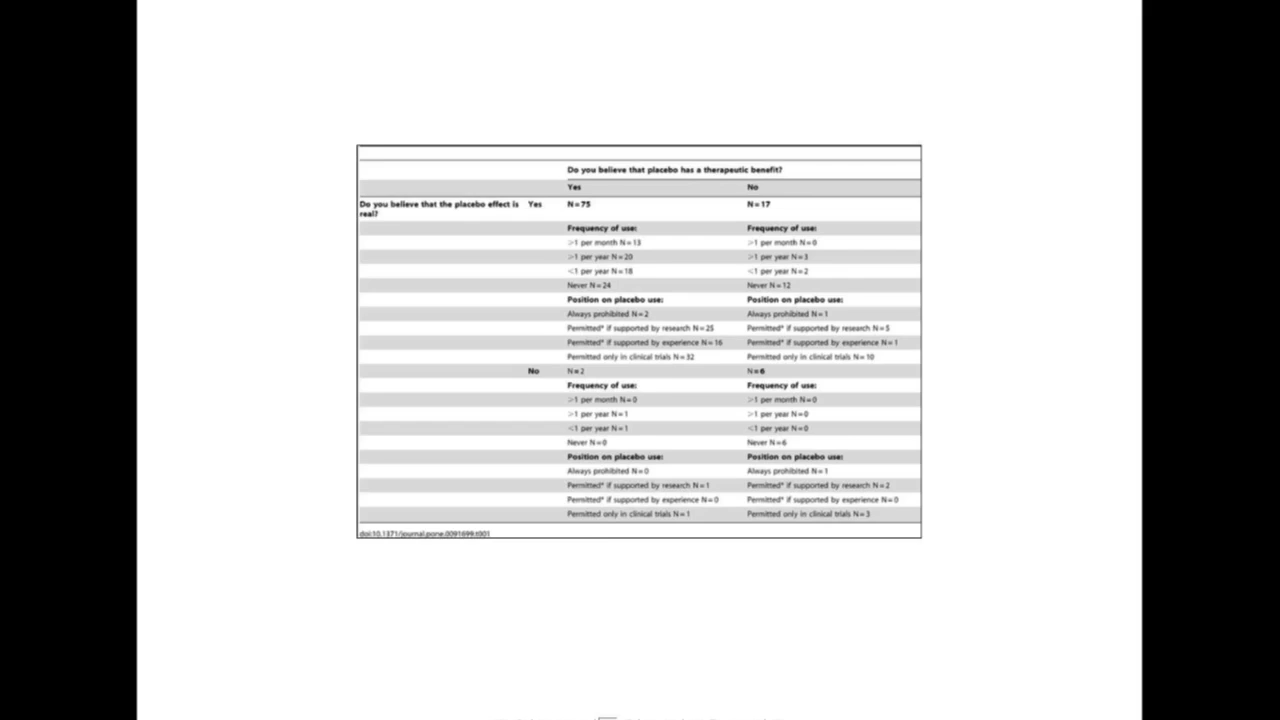 Do you believe that placebo has a therapeutic benefit?
Yes No
Do you believe that the placebo effect is Yes N=75 N=17
real?
Frequency of use: Frequency of use:
>1 per month N=13 >1 per month N=0
>1 per year N=20 >1 per year N=3
<1 per year N=18 <1 per year N=2
Never N=24 Never N=12
Position on placebo use: Position on placebo use:
Always prohibited N=2 Always prohibited N=1
Permitted* if supported by research N=25 Permitted* if supported by research N=5
Permitted* if supported by experience N=16 Permitted* if supported by experience N=1
Permitted only in clinical trials N=32 Permitted only in clinical trials N=10
No N=2 N=6
Frequency of use: Frequency of use:
>1 per month N=0 >1 per month N=0
>1 per year N=1 >1 per year N=0
<1 per year N=1 <1 per year N=0
Never N=0 Never N=6
Position on placebo use: Position on placebo use:
Always prohibited N=0 Always prohibited N=1
Permitted* if supported by research N=1 Permitted* if supported by research N=2
Permitted* if supported by experience N=0 Permitted* if supported by experience N=0
Permitted only in clinical trials N=1 Permitted only in clinical trials N=3
doi:10.1371/journal.pone.0091699.t001